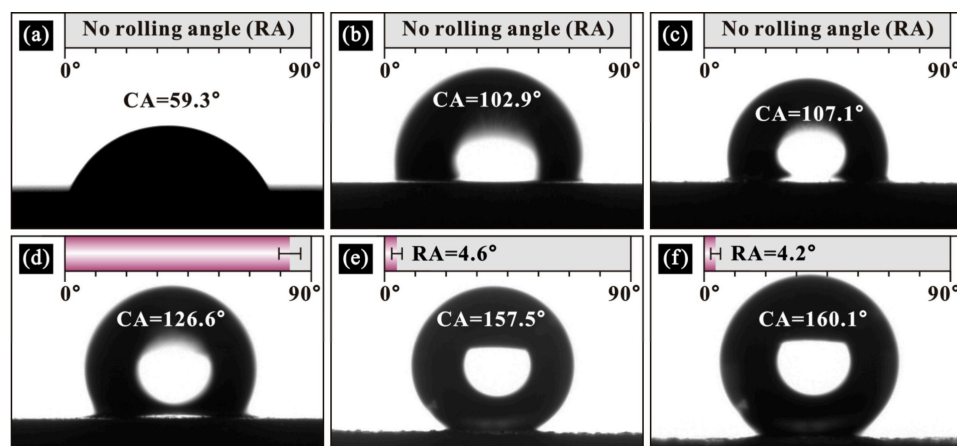 (a)
No rolling angle (RA)
0°
90°
CA=59.3°
(b)
No rolling angle (RA)
0°
90°
CA=102.9°
(c)
No rolling angle (RA)
0°
90°
CA=107.1°
(d)
0°
90°
CA=126.6°
(e)
RA=4.6°
0°
90°
CA=157.5°
(f)
RA=4.2°
0°
90°
CA=160.1°